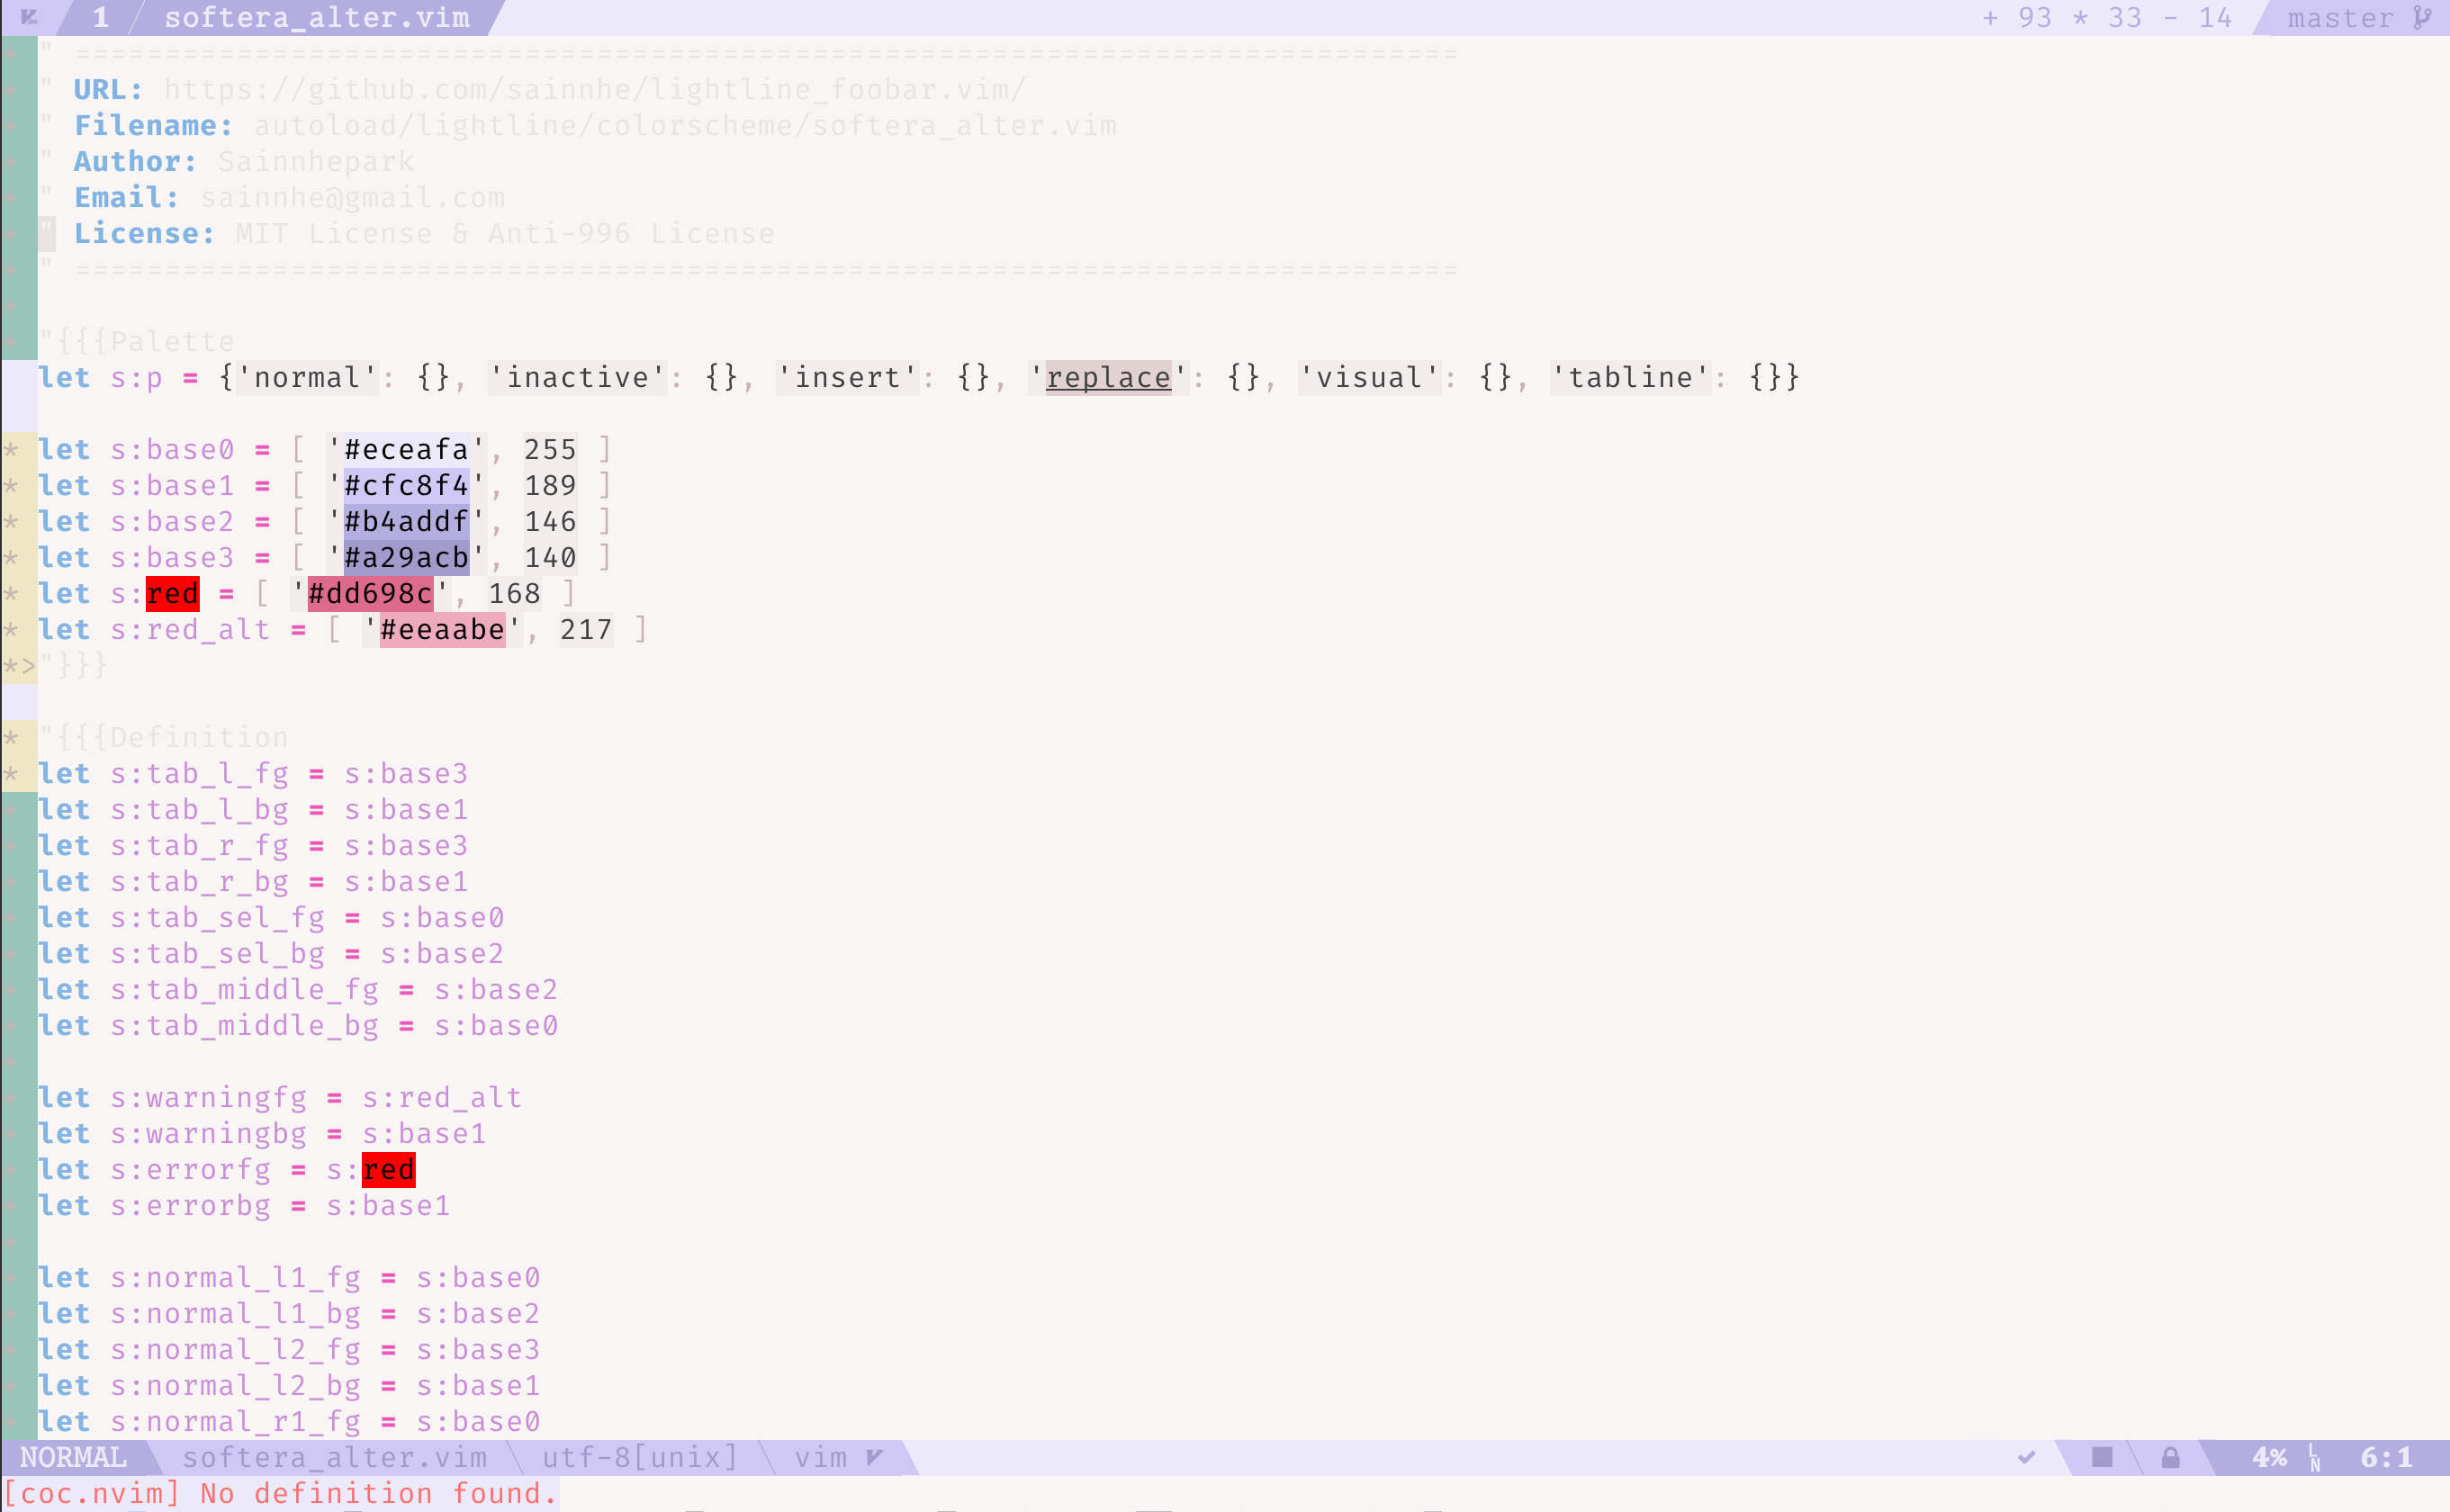 1 softera_alter.vim + 93 * 33 - 14 master
+ " =============================================================================
+ " URL: https://github.com/sainnhe/lightline_foobar.vim/
+ " Filename: autoload/lightline/colorscheme/softera_alter.vim
+ " Author: Sainnhepark
+ " Email: sainnhe@gmail.com
+ " License: MIT License & Anti-996 License
+ " =============================================================================
+
+ "{{{Palette
let s:p = {'normal': {}, 'inactive': {}, 'insert': {}, 'replace': {}, 'visual': {}, 'tabline': {}}
* let s:base0 = [ '#eceafa', 255 ]
* let s:base1 = [ '#cfc8f4', 189 ]
* let s:base2 = [ '#b4addf', 146 ]
* let s:base3 = [ '#a29acb', 140 ]
* let s:red = [ '#dd698c', 168 ]
* let s:red_alt = [ '#eeaabe', 217 ]
*>"}}}
* "{{{Definition
* let s:tab_l_fg = s:base3
+ let s:tab_l_bg = s:base1
+ let s:tab_r_fg = s:base3
+ let s:tab_r_bg = s:base1
+ let s:tab_sel_fg = s:base0
+ let s:tab_sel_bg = s:base2
+ let s:tab_middle_fg = s:base2
+ let s:tab_middle_bg = s:base0
+
+ let s:warningfg = s:red_alt
+ let s:warningbg = s:base1
+ let s:errorfg = s:red
+ let s:errorbg = s:base1
+
+ let s:normal_l1_fg = s:base0
+ let s:normal_l1_bg = s:base2
+ let s:normal_l2_fg = s:base3
+ let s:normal_l2_bg = s:base1
+ let s:normal_r1_fg = s:base0
NORMAL softera_alter.vim utf-8[unix] vim 4% LN 6:1
[coc.nvim] No definition found.